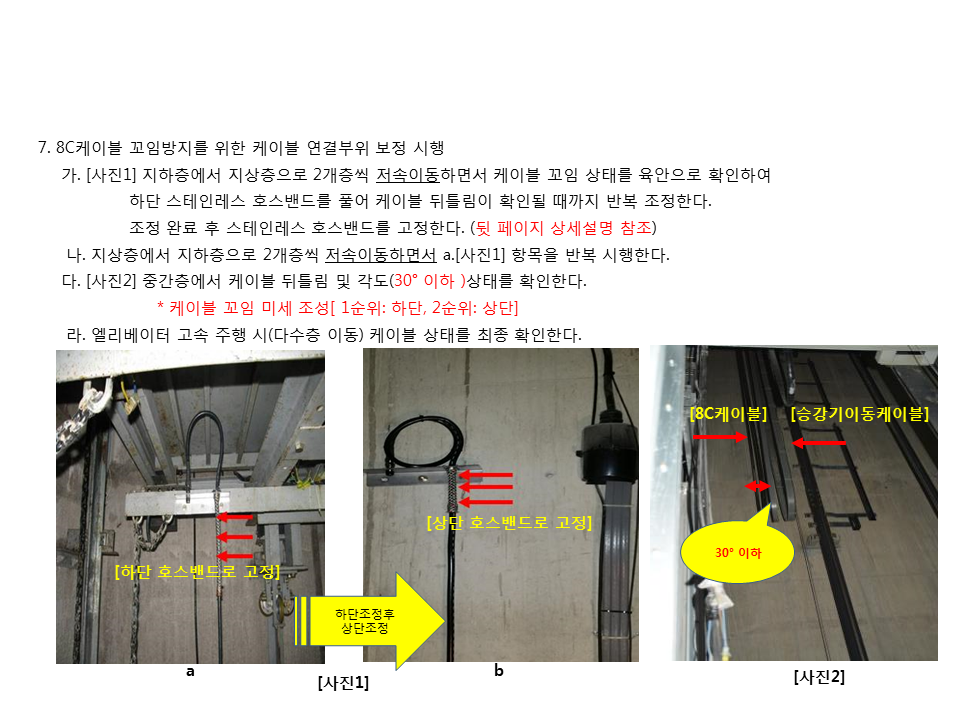 7. 8C케이블 꼬임방지를 위한 케이블 연결부위 보정 시행
가. [사진1] 지하층에서 지상층으로 2개층씩 저속이동하면서 케이블 꼬임 상태를 육안으로 확인하여
하단 스테인레스 호스밴드를 풀어 케이블 뒤틀림이 확인될 때까지 반복 조정한다.
조정 완료 후 스테인레스 호스밴드를 고정한다. (뒷 페이지 상세설명 참조)
나. 지상층에서 지하층으로 2개층씩 저속이동하면서 a.[사진1] 항목을 반복 시행한다.
다. [사진2] 중간층에서 케이블 뒤틀림 및 각도(30° 이하 )상태를 확인한다.
* 케이블 꼬임 미세 조성[ 1순위: 하단, 2순위: 상단]
라. 엘리베이터 고속 주행 시(다수층 이동) 케이블 상태를 최종 확인한다.
[8C케이블] [승강기이동케이블]
[상단 호스밴드로 고정]
30° 이하
[하단 호스밴드로 고정]
하단조정후
상단조정
a
b
[사진1]
[사진2]